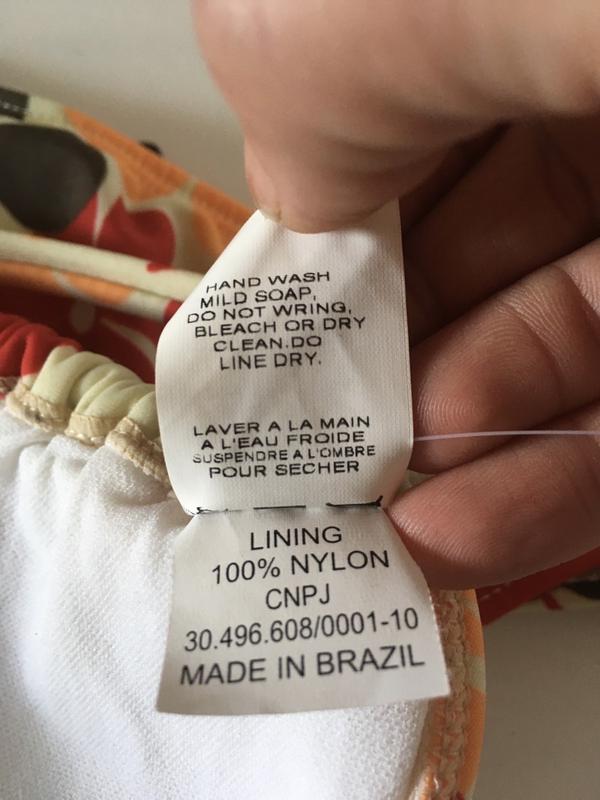 HAND WASH
MILD SOAP,
DO NOT WRING,
BLEACH OR DRY
CLEAN.DO
LINE DRY.
LAVER A LA MAIN
A L'EAU FROIDE
SUSPENDRE A L'OMBRE
POUR SECHER
LINING
100% NYLON
CNPJ
30.496.608/0001-10
MADE IN BRAZIL